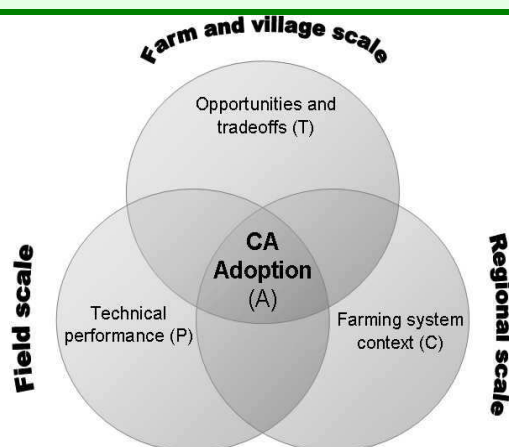 Farm and village scale
Opportunities and
tradeoffs (T)
Field scale
CA
Adoption
(A)
Regional scale
Technical
performance (P)
Farming system
context (C)